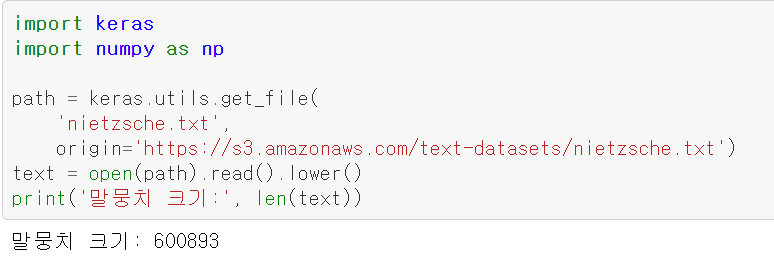 import keras
import numpy as np
path = keras.utils.get_file(
    'nietzsche.txt',
    origin='https://s3.amazonaws.com/text-datasets/nietzsche.txt')
text = open(path).read().lower()
print('말뭉치 크기:', len(text))
말뭉치 크기: 600893